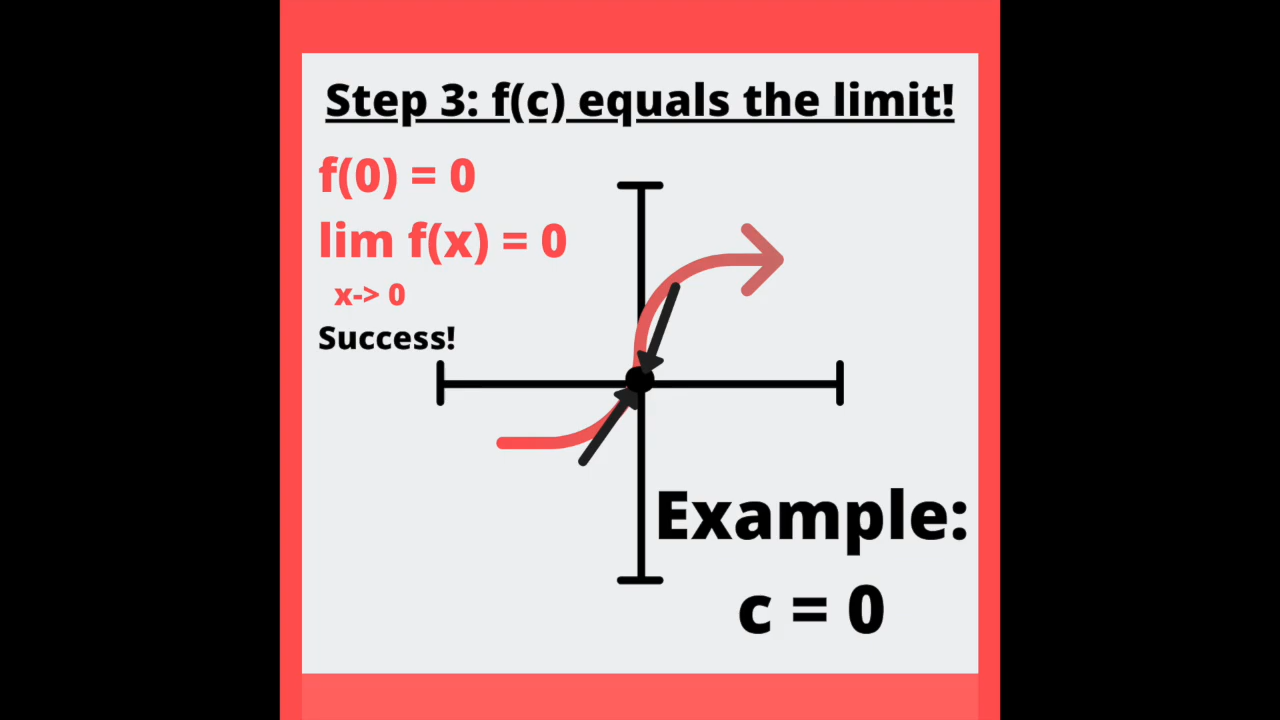 Step 3: f(c) equals the limit!
f(0) = 0
lim f(x) = 0
x-> 0
Success!
Example:
c = 0